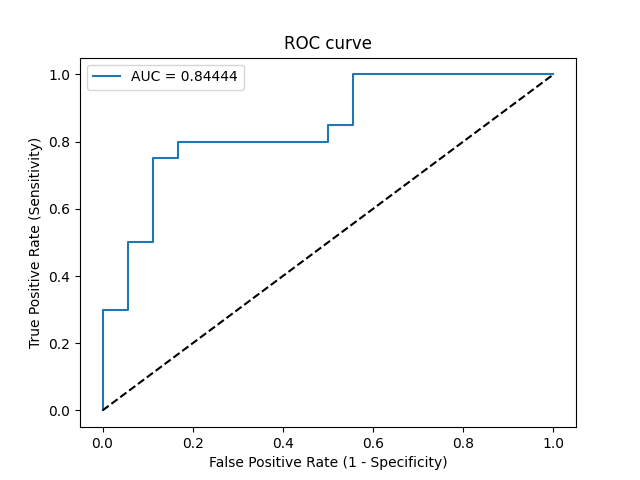 ROC curve
AUC = 0.84444
True Positive Rate (Sensitivity)
1.0
0.8
0.6
0.4
0.2
0.0
0.0 0.2 0.4 0.6 0.8 1.0
False Positive Rate (1 - Specificity)